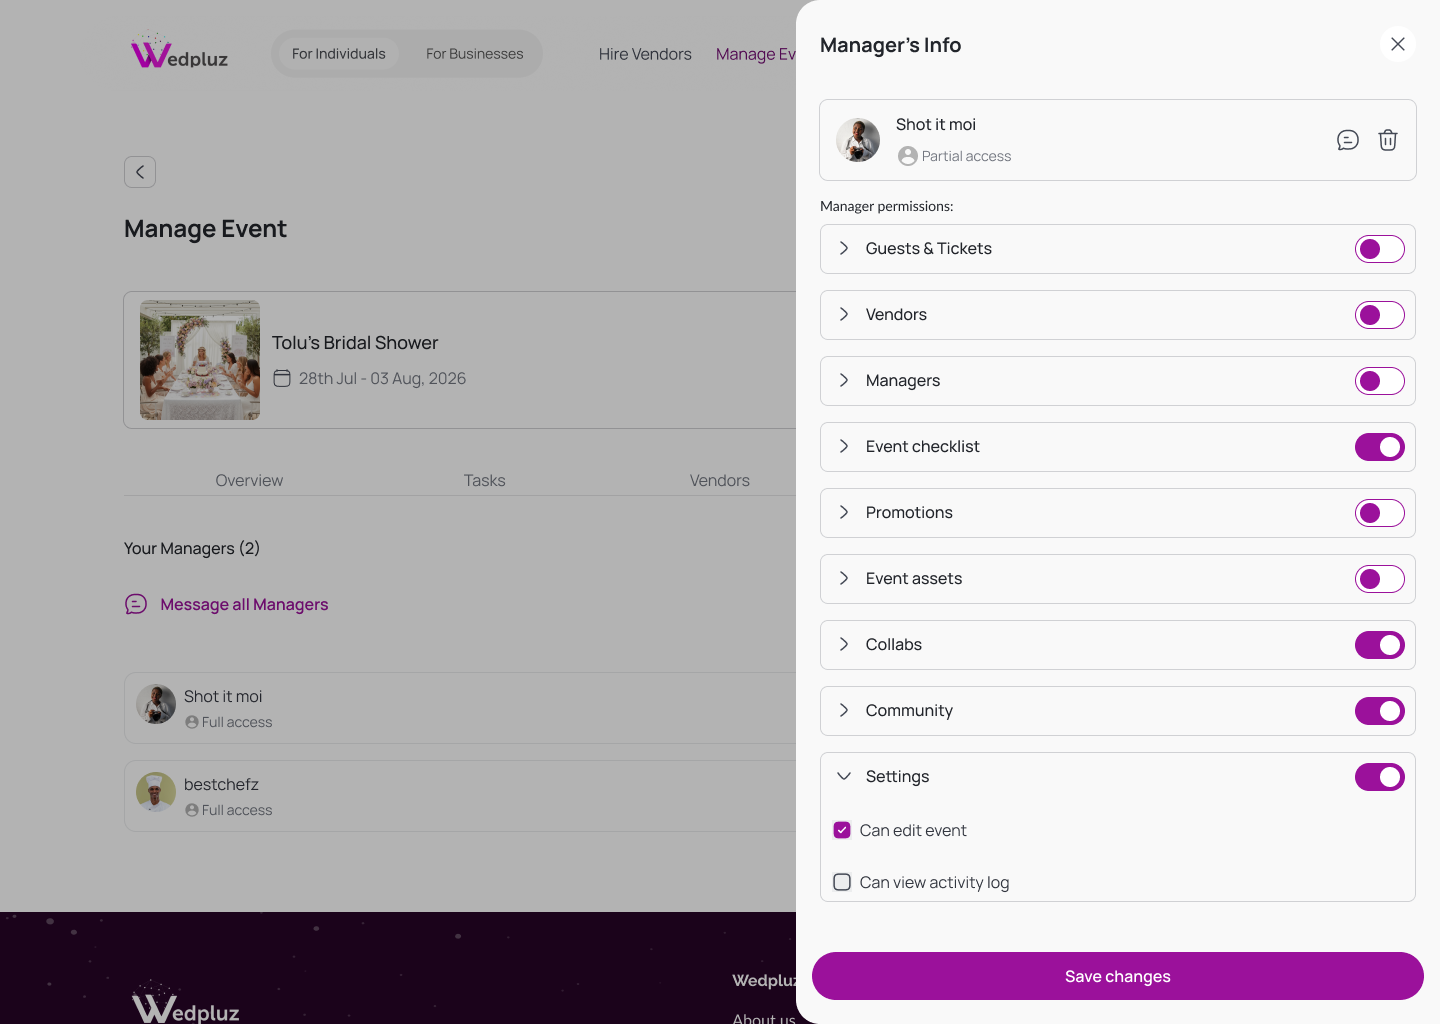 Wedpluz
For Individuals
For Businesses
Hire Vendors
Manage Ev
Manage Event
Tolu's Bridal Shower
28th Jul - 03 Aug, 2026
Overview
Tasks
Vendors
Your Managers (2)
Message all Managers
Shot it moi
Full access
bestchefz
Full access
Wedpluz
Wedpluz
About us
Manager's Info
Shot it moi
Partial access
Manager permissions:
Guests & Tickets
Vendors
Managers
Event checklist
Promotions
Event assets
Collabs
Community
Settings
Can edit event
Can view activity log
Save changes